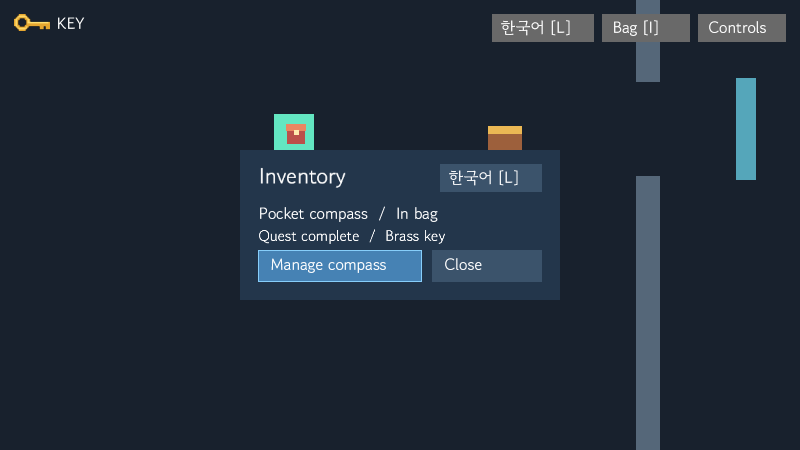 KEY
한국어 [L]
Bag [I]
Controls
Inventory
한국어 [L]
Pocket compass / In bag
Quest complete / Brass key
Manage compass
Close